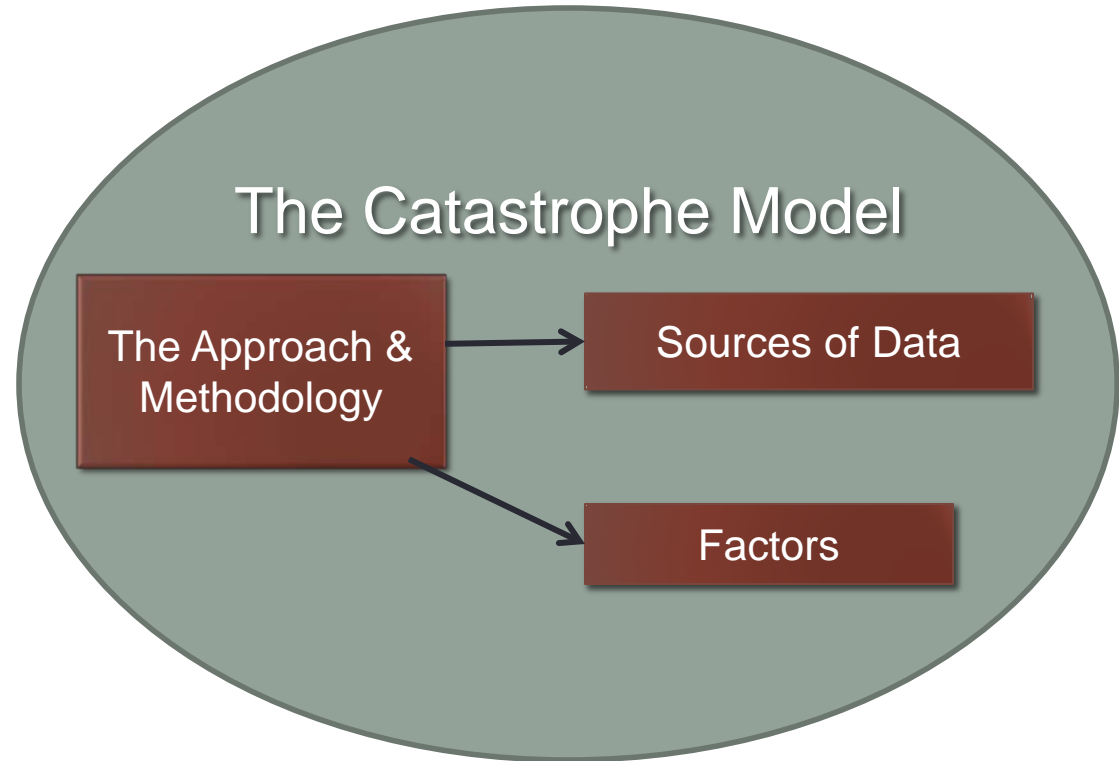 The Catastrophe Model
The Approach &
Methodology
Sources of Data
Factors